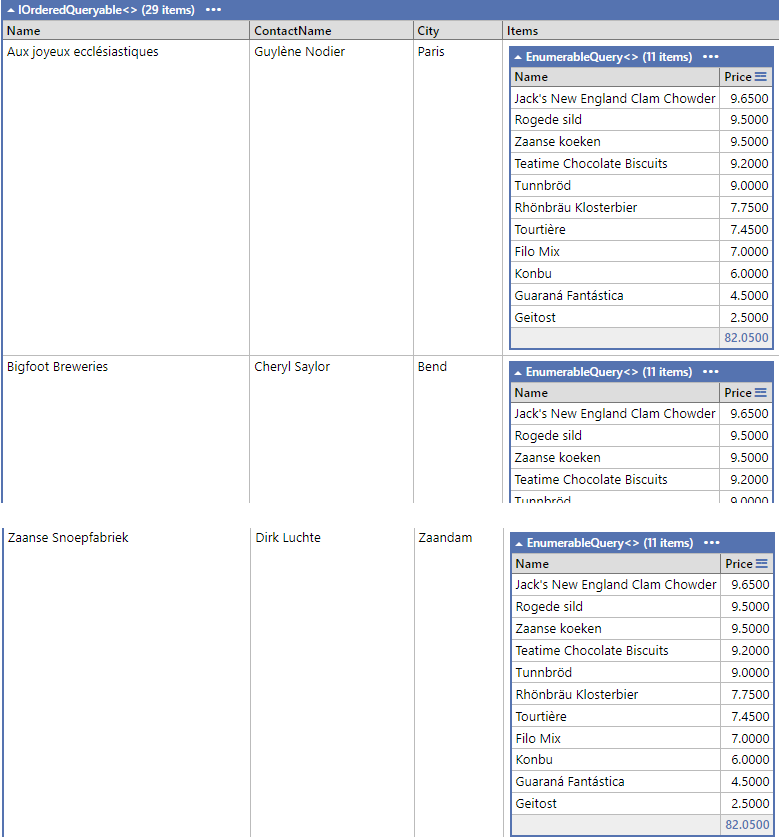 IOrderedQueryable<> (29 items) •••
Name ContactName City Items
Aux joyeux ecclésiastiques Guylène Nodier Paris
EnumerableQuery<> (11 items) •••
Name Price
Jack's New England Clam Chowder 9.6500
Rogede sild 9.5000
Zaanse koeken 9.5000
Teatime Chocolate Biscuits 9.2000
Tunnbröd 9.0000
Rhönbräu Klosterbier 7.7500
Tourtière 7.4500
Filo Mix 7.0000
Konbu 6.0000
Guaraná Fantástica 4.5000
Geitost 2.5000
82.0500
Bigfoot Breweries Cheryl Saylor Bend
EnumerableQuery<> (11 items) •••
Name Price
Jack's New England Clam Chowder 9.6500
Rogede sild 9.5000
Zaanse koeken 9.5000
Teatime Chocolate Biscuits 9.2000
Tunnbröd 9.0000
Zaanse Snoepfabriek Dirk Luchte Zaandam
EnumerableQuery<> (11 items) •••
Name Price
Jack's New England Clam Chowder 9.6500
Rogede sild 9.5000
Zaanse koeken 9.5000
Teatime Chocolate Biscuits 9.2000
Tunnbröd 9.0000
Rhönbräu Klosterbier 7.7500
Tourtière 7.4500
Filo Mix 7.0000
Konbu 6.0000
Guaraná Fantástica 4.5000
Geitost 2.5000
82.0500